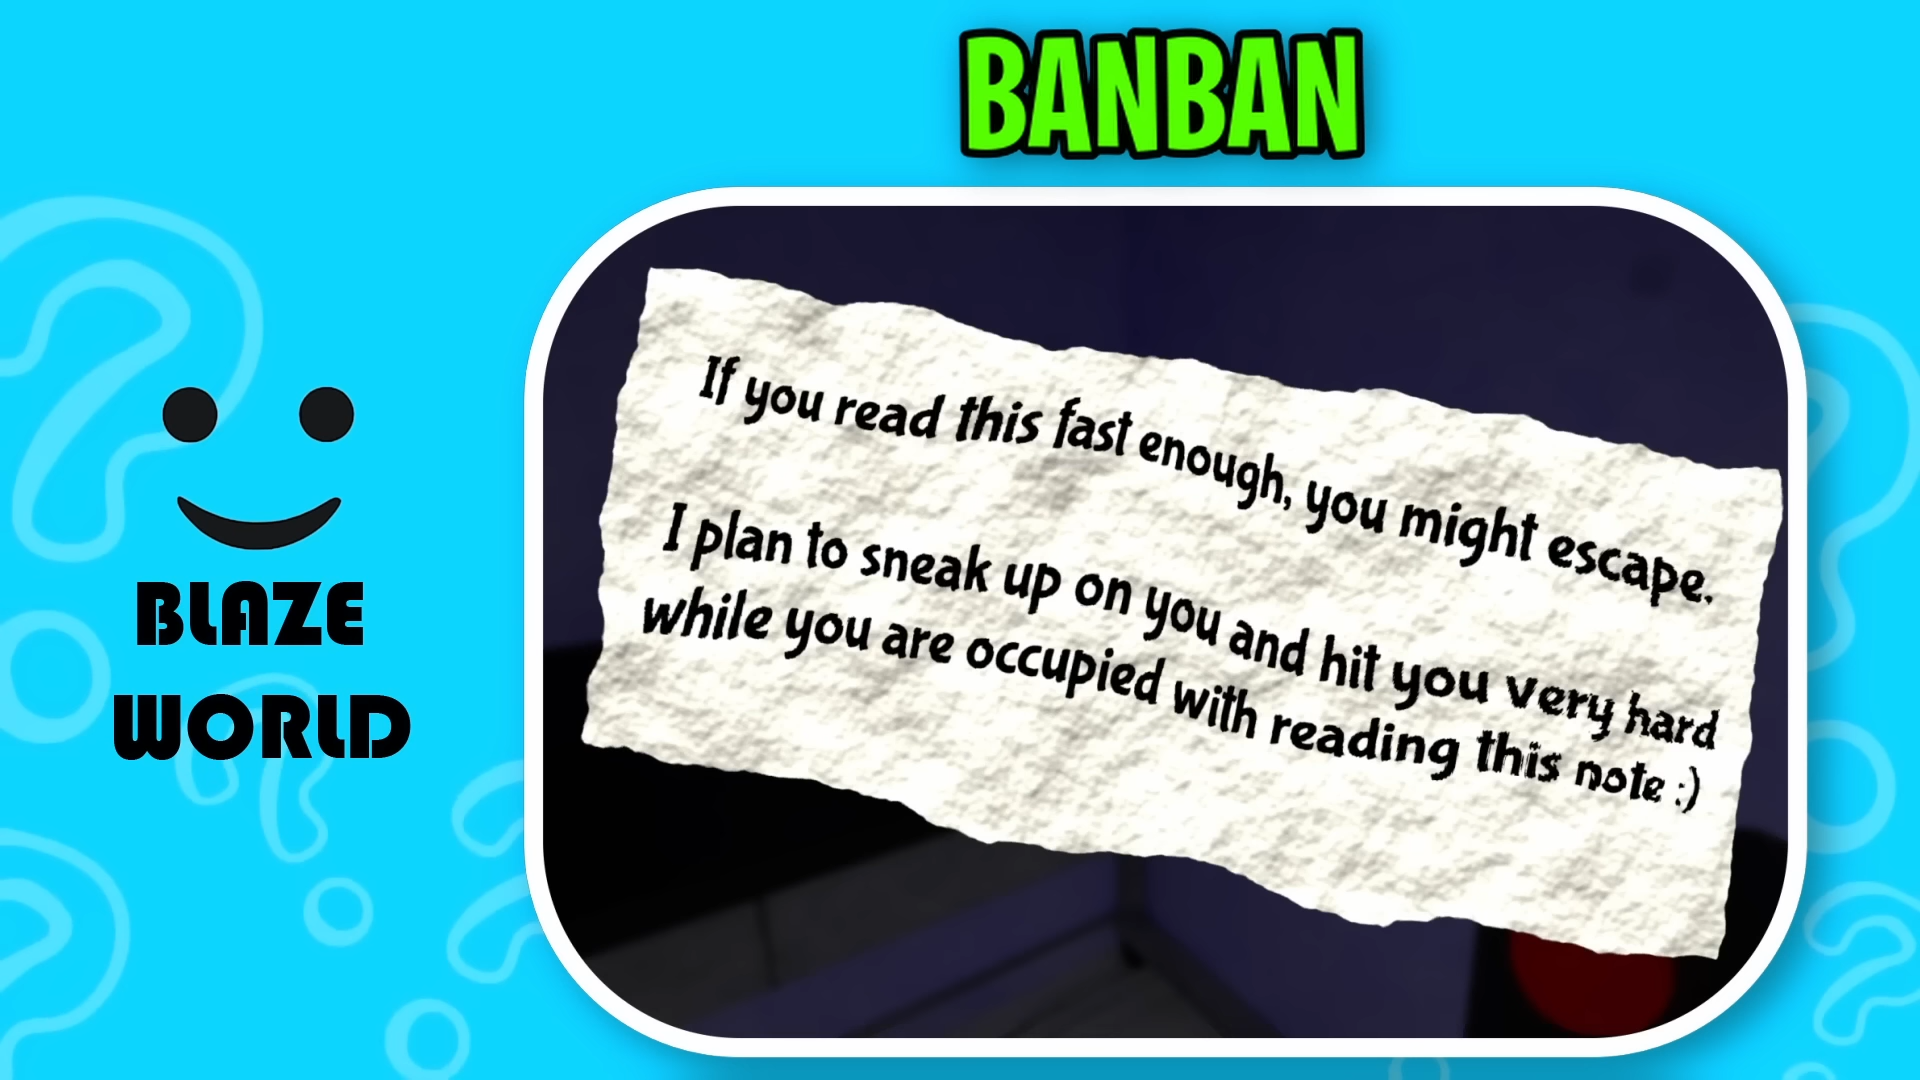 BANBAN
If you read this fast enough, you might escape.
I plan to sneak up on you and hit you very hard
while you are occupied with reading this note :)
BLAZE
WORLD